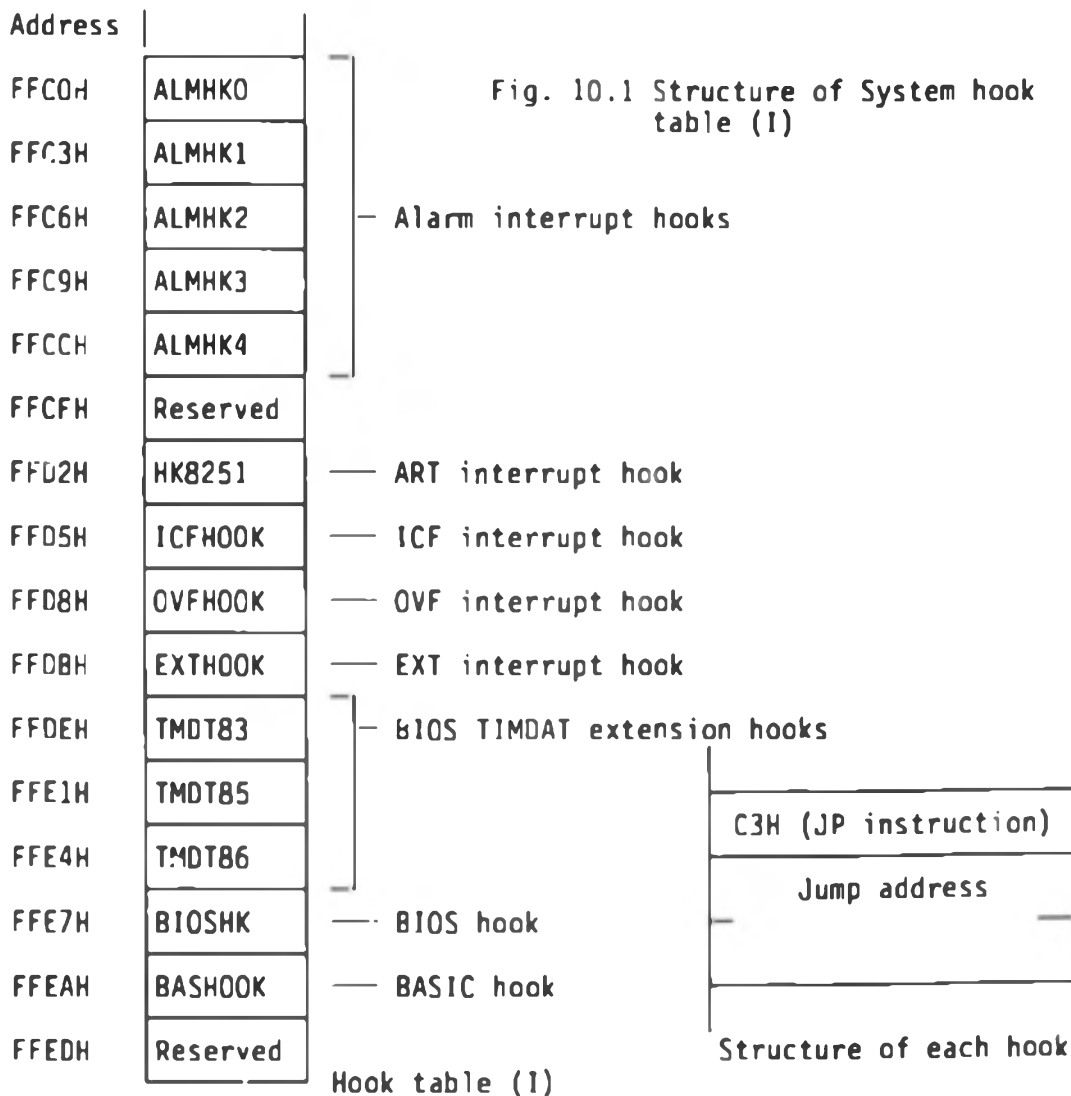 Address
Fig. 10.1 Structure of System hook
table (I)
FFC0H ALMHK0
FFC3H ALMHK1
FFC6H ALMHK2
— Alarm interrupt hooks
FFC9H ALMHK3
FFCCH ALMHK4
FFCFH Reserved
FFD2H HK8251 — ART interrupt hook
FFD5H ICFHOOK — ICF interrupt hook
FFD8H OVFHOOK — OVF interrupt hook
FFDBH EXTHOOK — EXT interrupt hook
FFDEH TMDT83 — BIOS TIMDAT extension hooks
FFE1H TMDT85
FFE4H TMDT86
FFE7H BIOSHK — BIOS hook
FFEAH BASHOOK — BASIC hook
FFEDH Reserved
Hook table (I)
C3H (JP instruction)
Jump address
Structure of each hook